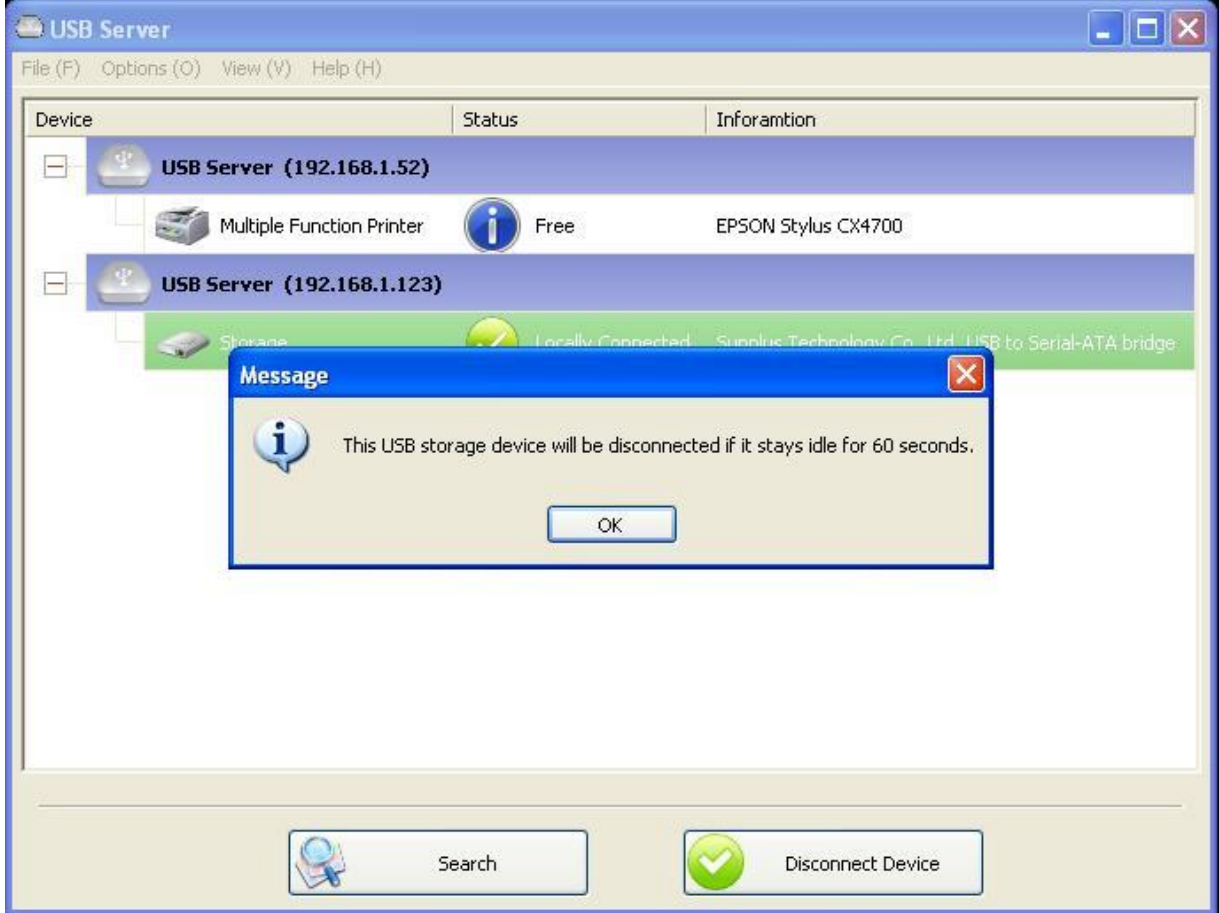 USB Server
File (F) Options (O) View (V) Help (H)
Device Status Inforamtion
USB Server (192.168.1.52)
Multiple Function Printer Free EPSON Stylus CX4700
USB Server (192.168.1.123)
Storage Locally Connected Sunplus Technology Co., Ltd. USB to Serial-ATA bridge
Message
This USB storage device will be disconnected if it stays idle for 60 seconds.
OK
Search Disconnect Device